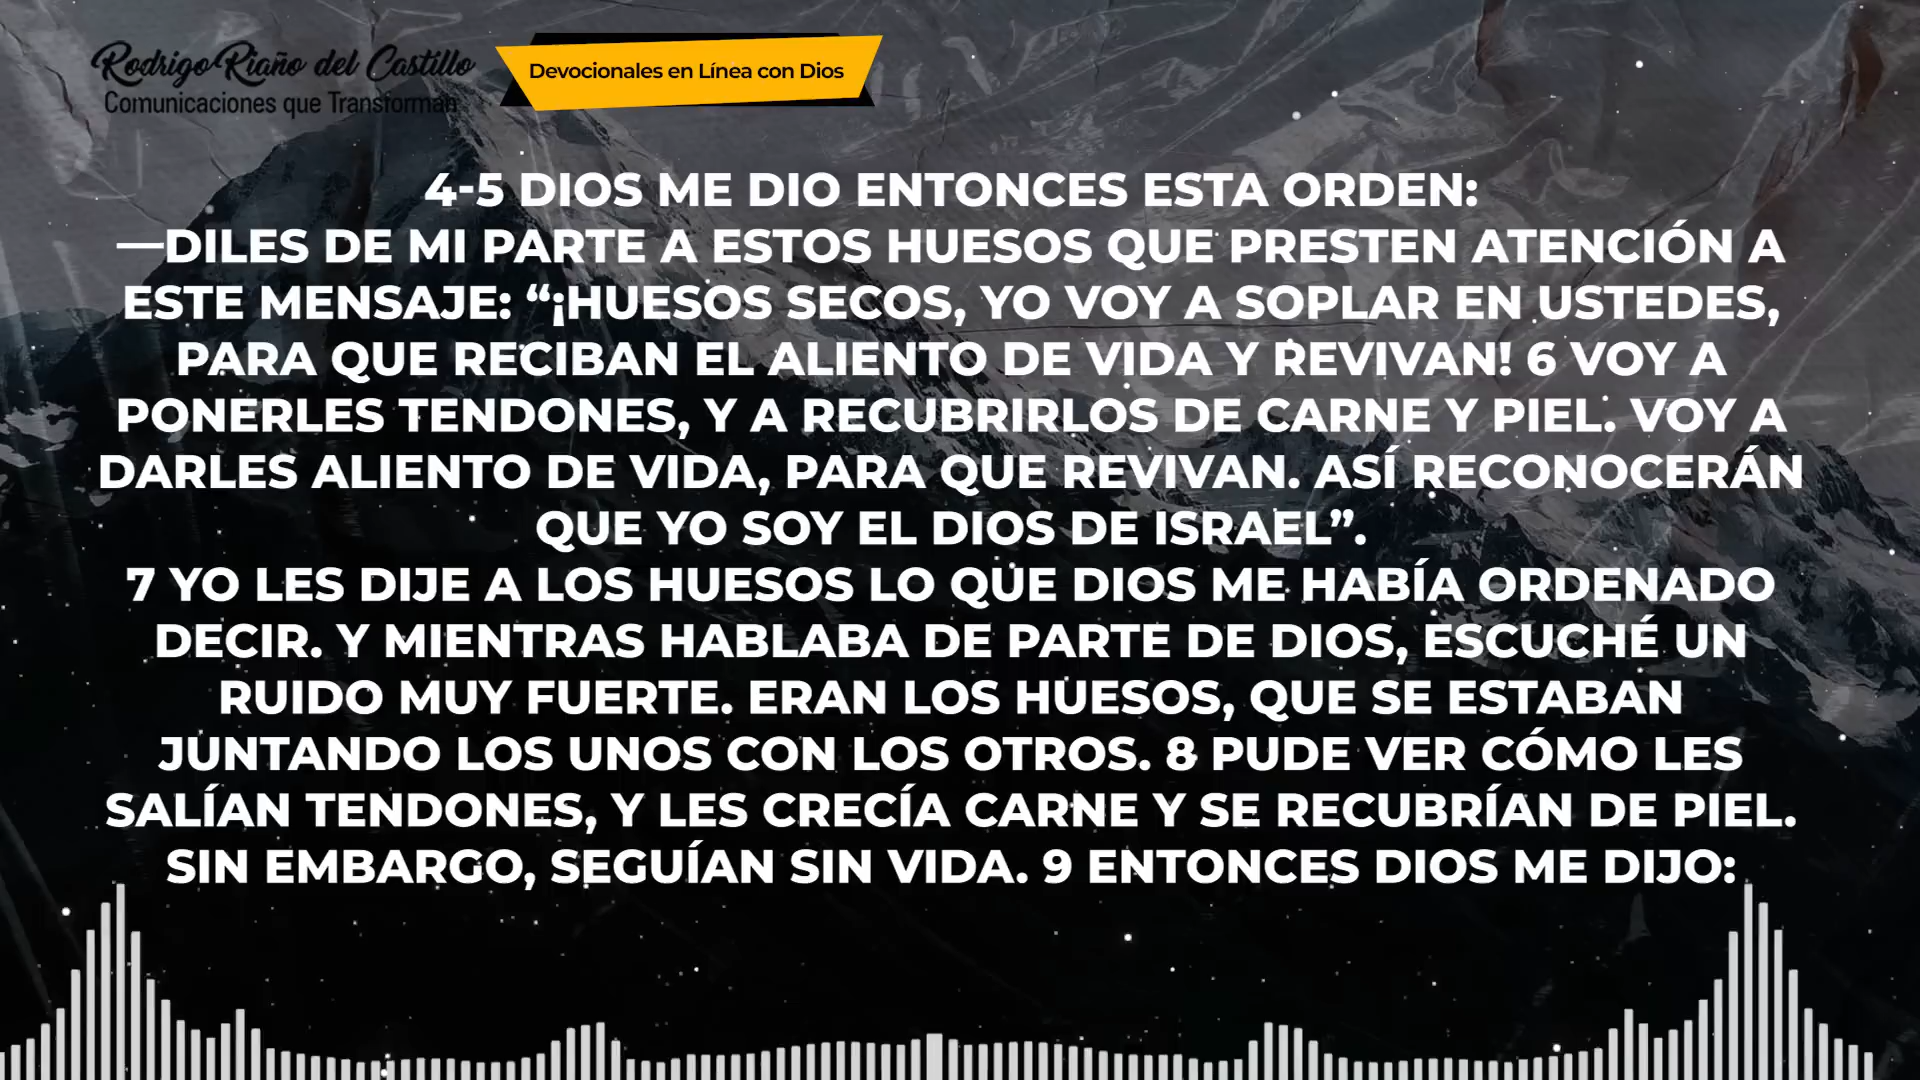 Rodrigo Riaño del Castillo
Comunicaciones que Transforman
Devocionales en Línea con Dios
4-5 DIOS ME DIO ENTONCES ESTA ORDEN:
—DILES DE MI PARTE A ESTOS HUESOS QUE PRESTEN ATENCIÓN A
ESTE MENSAJE: “¡HUESOS SECOS, YO VOY A SOPLAR EN USTEDES,
PARA QUE RECIBAN EL ALIENTO DE VIDA Y REVIVAN! 6 VOY A
PONERLES TENDONES, Y A RECUBRIRLOS DE CARNE Y PIEL. VOY A
DARLES ALIENTO DE VIDA, PARA QUE REVIVAN. ASÍ RECONOCERÁN
QUE YO SOY EL DIOS DE ISRAEL”.
7 YO LES DIJE A LOS HUESOS LO QUE DIOS ME HABÍA ORDENADO
DECIR. Y MIENTRAS HABLABA DE PARTE DE DIOS, ESCUCHÉ UN
RUIDO MUY FUERTE. ERAN LOS HUESOS, QUE SE ESTABAN
JUNTANDO LOS UNOS CON LOS OTROS. 8 PUDE VER CÓMO LES
SALÍAN TENDONES, Y LES CRECÍA CARNE Y SE RECUBRÍAN DE PIEL.
SIN EMBARGO, SEGUÍAN SIN VIDA. 9 ENTONCES DIOS ME DIJO: